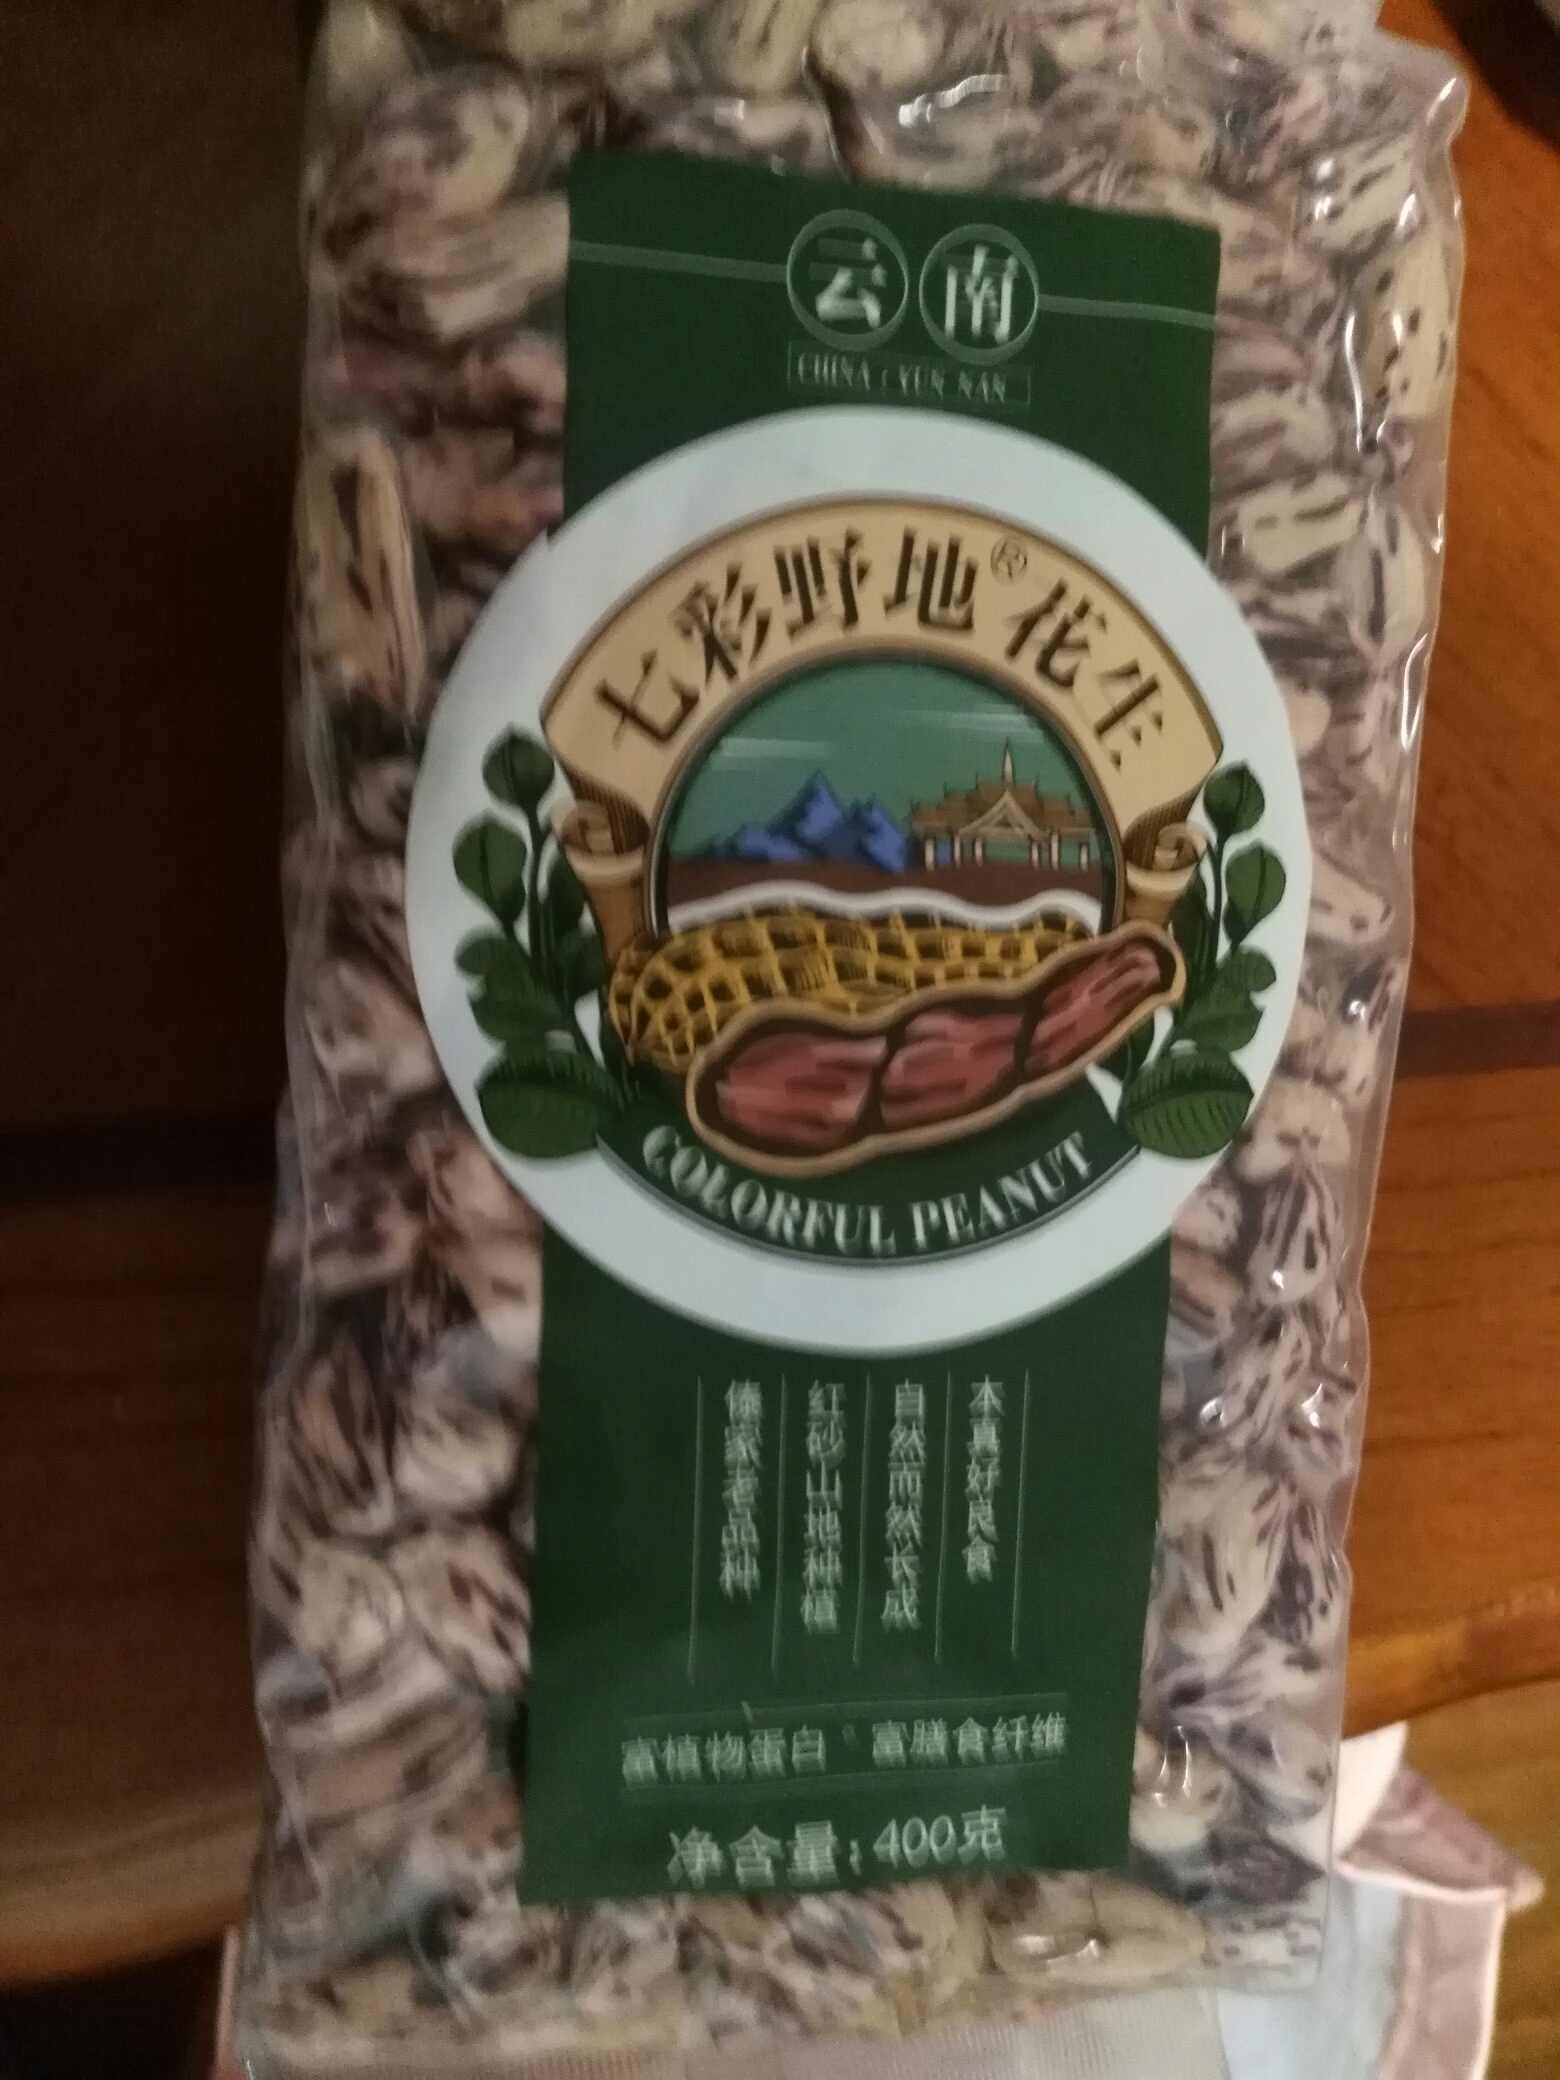 云南
CHINA:YUN NAN
七彩野地®花生
COLORFUL PEANUT
本真好良食
自然而然长成
红砂山地种植
傣家老品种
富植物蛋白 富膳食纤维
净含量:400克